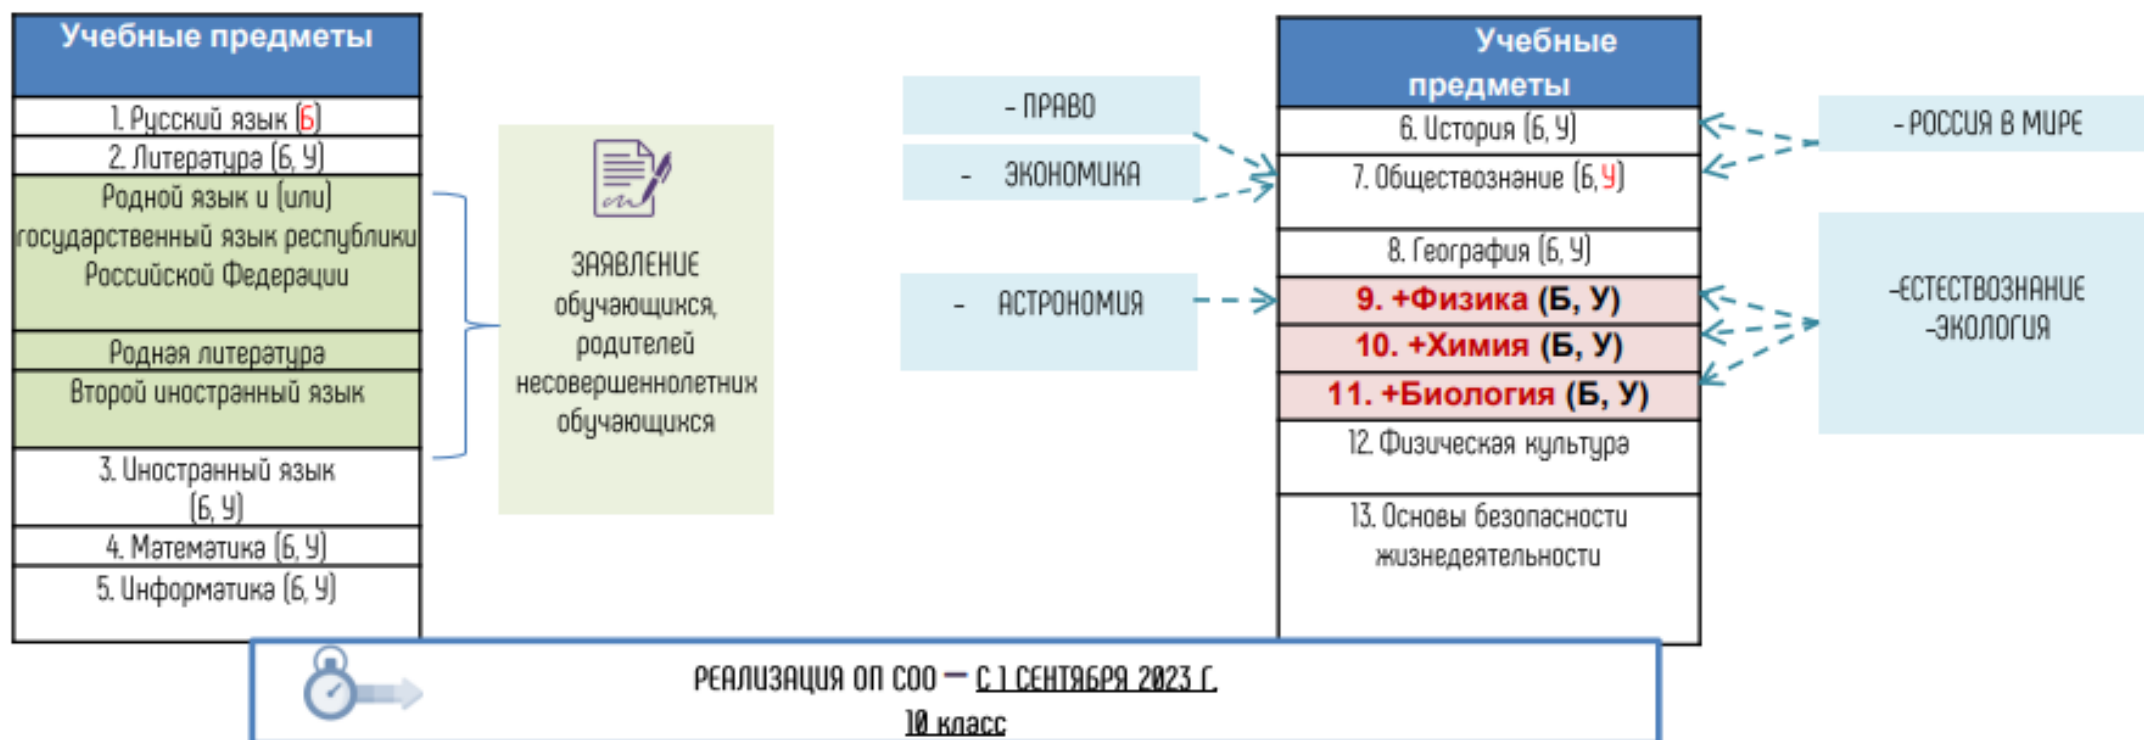 Учебные предметы
1. Русский язык (Б)
2. Литература (Б, У)
Родной язык и (или)
государственный язык республики
Российской Федерации
Родная литература
Второй иностранный язык
3. Иностранный язык
(Б, У)
4. Математика (Б, У)
5. Информатика (Б, У)
ЗАЯВЛЕНИЕ
обучающихся,
родителей
несовершеннолетних
обучающихся
- ПРАВО
- ЭКОНОМИКА
- АСТРОНОМИЯ
Учебные
предметы
6. История (Б, У)
7. Обществознание (Б,У)
8. География (Б, У)
9. +Физика (Б, У)
10. +Химия (Б, У)
11. +Биология (Б, У)
12. Физическая культура
13. Основы безопасности
жизнедеятельности
- РОССИЯ В МИРЕ
-ЕСТЕСТВОЗНАНИЕ
-ЭКОЛОГИЯ
РЕАЛИЗАЦИЯ ОП СОО — С 1 СЕНТЯБРЯ 2023 Г.
10 класс